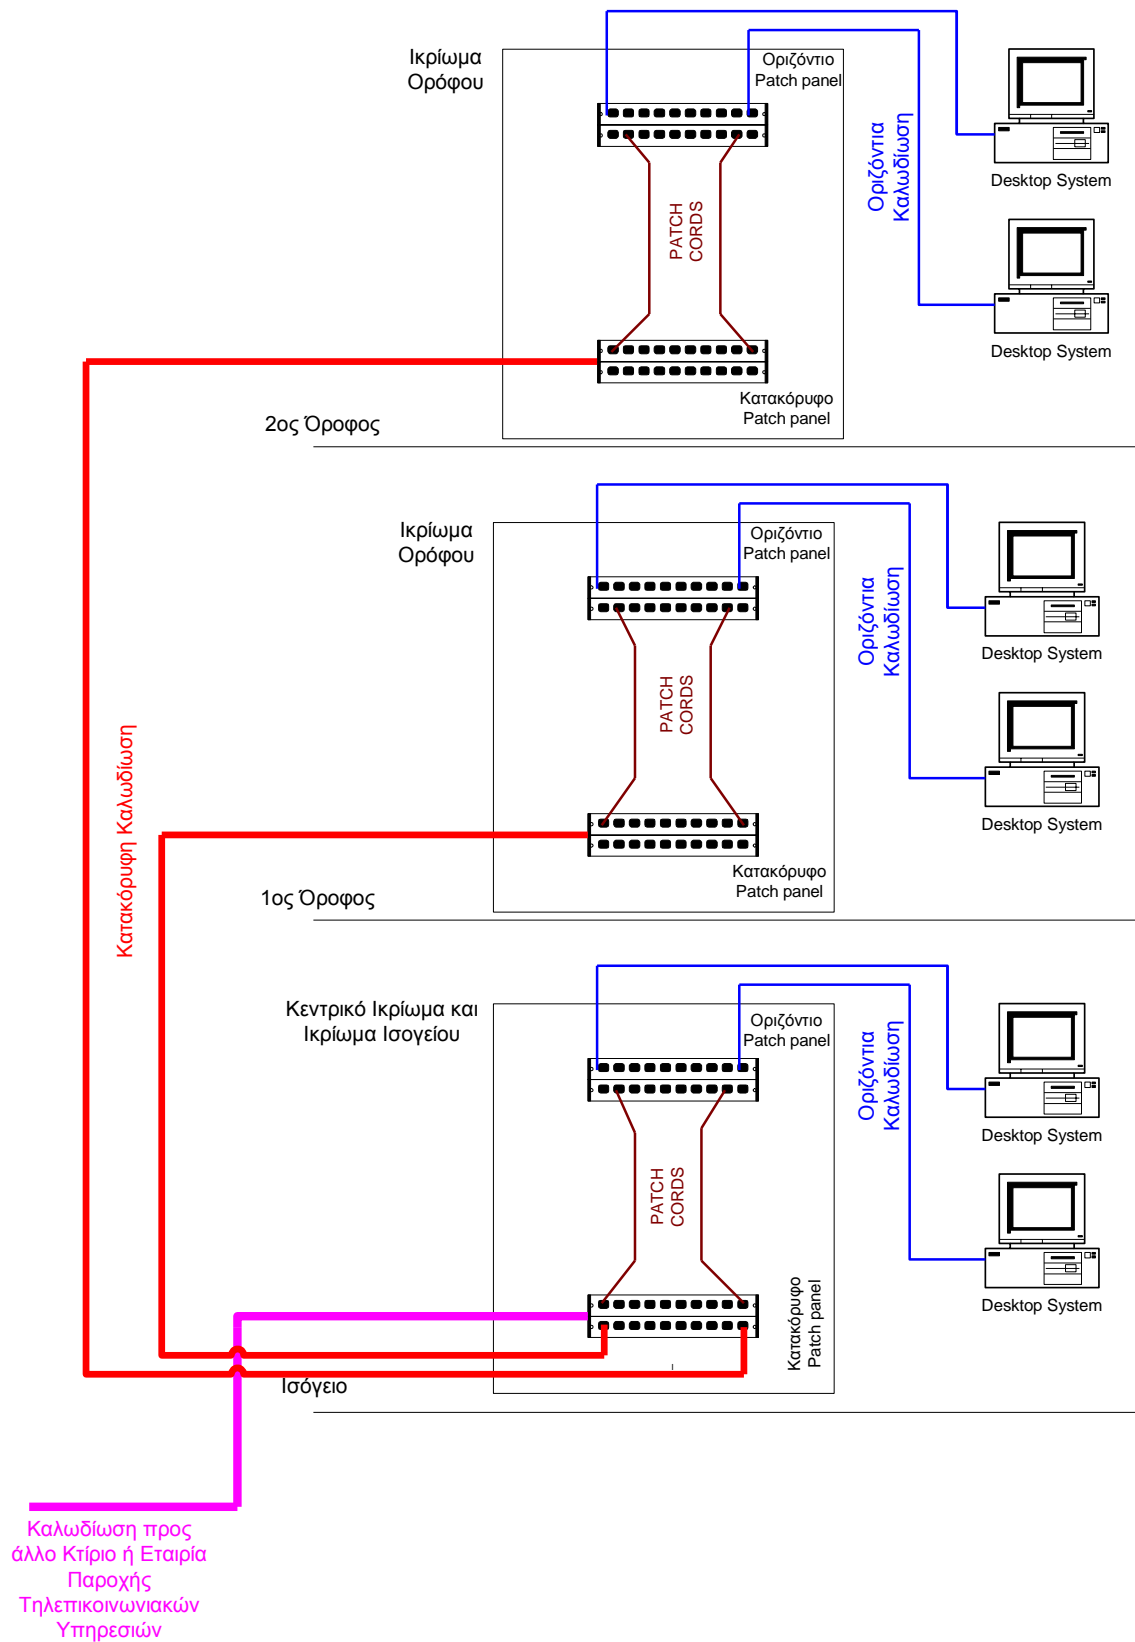 Ικρίωμα
Ορόφου
Οριζόντιο
Patch panel
Οριζόντια
Καλωδίωση
Desktop System
PATCH
CORDS
Desktop System
Κατακόρυφο
Patch panel
2ος Όροφος
Ικρίωμα
Ορόφου
Οριζόντιο
Patch panel
Οριζόντια
Καλωδίωση
Desktop System
PATCH
CORDS
Κατακόρυφη Καλωδίωση
Desktop System
Κατακόρυφο
Patch panel
1ος Όροφος
Κεντρικό Ικρίωμα και
Ικρίωμα Ισογείου
Οριζόντιο
Patch panel
Οριζόντια
Καλωδίωση
Desktop System
PATCH
CORDS
Desktop System
Κατακόρυφο
Patch panel
Ισόγειο
Καλωδίωση προς
άλλο Κτίριο ή Εταιρία
Παροχής
Τηλεπικοινωνιακών
Υπηρεσιών